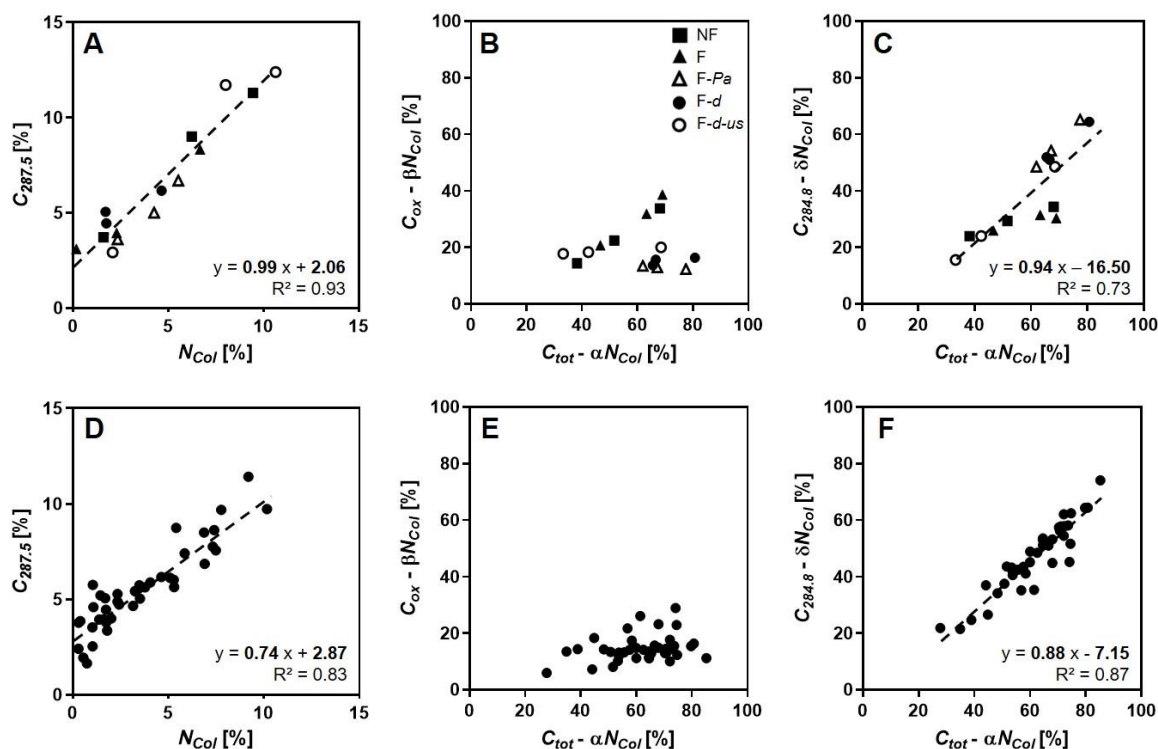 A
15
10
5
0
C287.5 [%]
0 5 10 15
NCol [%]
y = 0.99 x + 2.06
R² = 0.93
B
100
80
60
40
20
0
Cox - βNCol [%]
NF
F
F-Pa
F-d
F-d-us
0 20 40 60 80 100
Ctot - αNCol [%]
C
100
80
60
40
20
0
C284.8 - δNCol [%]
y = 0.94 x – 16.50
R² = 0.73
0 20 40 60 80 100
Ctot - αNCol [%]
D
15
10
5
0
C287.5 [%]
y = 0.74 x + 2.87
R² = 0.83
0 5 10 15
NCol [%]
E
100
80
60
40
20
0
Cox - βNCol [%]
0 20 40 60 80 100
Ctot - αNCol [%]
F
100
80
60
40
20
0
C284.8 - δNCol [%]
y = 0.88 x - 7.15
R² = 0.87
0 20 40 60 80 100
Ctot - αNCol [%]